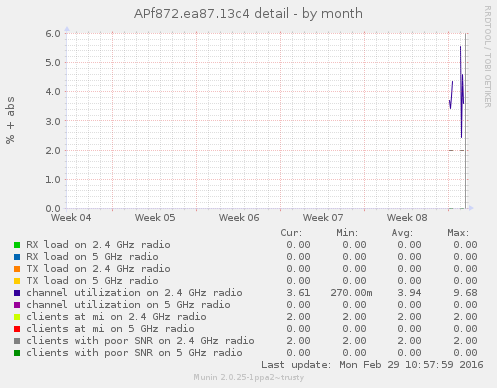 APf872.ea87.13c4 detail - by month
RRDTOOL / TOBI OETIKER
% + abs
6.0
5.0
4.0
3.0
2.0
1.0
0.0
Week 04 Week 05 Week 06 Week 07 Week 08
Cur: Min: Avg: Max:
RX load on 2.4 GHz radio 0.00 0.00 0.00 0.00
RX load on 5 GHz radio 0.00 0.00 0.00 0.00
TX load on 2.4 GHz radio 0.00 0.00 0.00 0.00
TX load on 5 GHz radio 0.00 0.00 0.00 0.00
channel utilization on 2.4 GHz radio 3.61 270.00m 3.94 9.68
channel utilization on 5 GHz radio 0.00 0.00 0.00 0.00
clients at mi on 2.4 GHz radio 2.00 2.00 2.00 2.00
clients at mi on 5 GHz radio 0.00 0.00 0.00 0.00
clients with poor SNR on 2.4 GHz radio 2.00 2.00 2.00 2.00
clients with poor SNR on 5 GHz radio 0.00 0.00 0.00 0.00
Last update: Mon Feb 29 10:57:59 2016
Munin 2.0.25-1ppa2~trusty